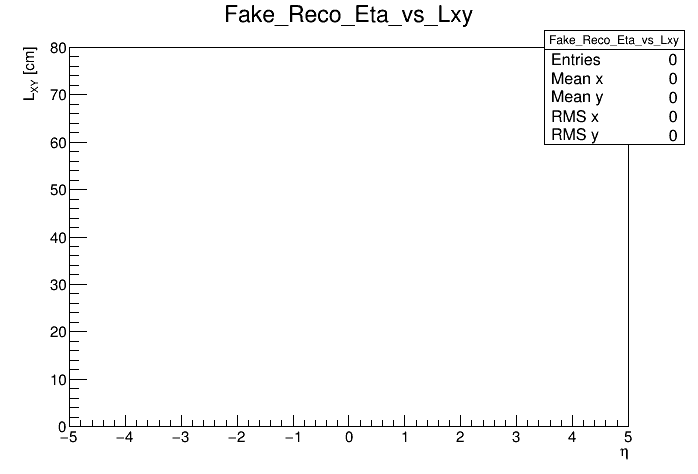 Fake_Reco_Eta_vs_Lxy
Fake_Reco_Eta_vs_Lxy
Entries 0
Mean x 0
Mean y 0
RMS x 0
RMS y 0
L_XY [cm]
80
70
60
50
40
30
20
10
0
−5 −4 −3 −2 −1 0 1 2 3 4 5
η